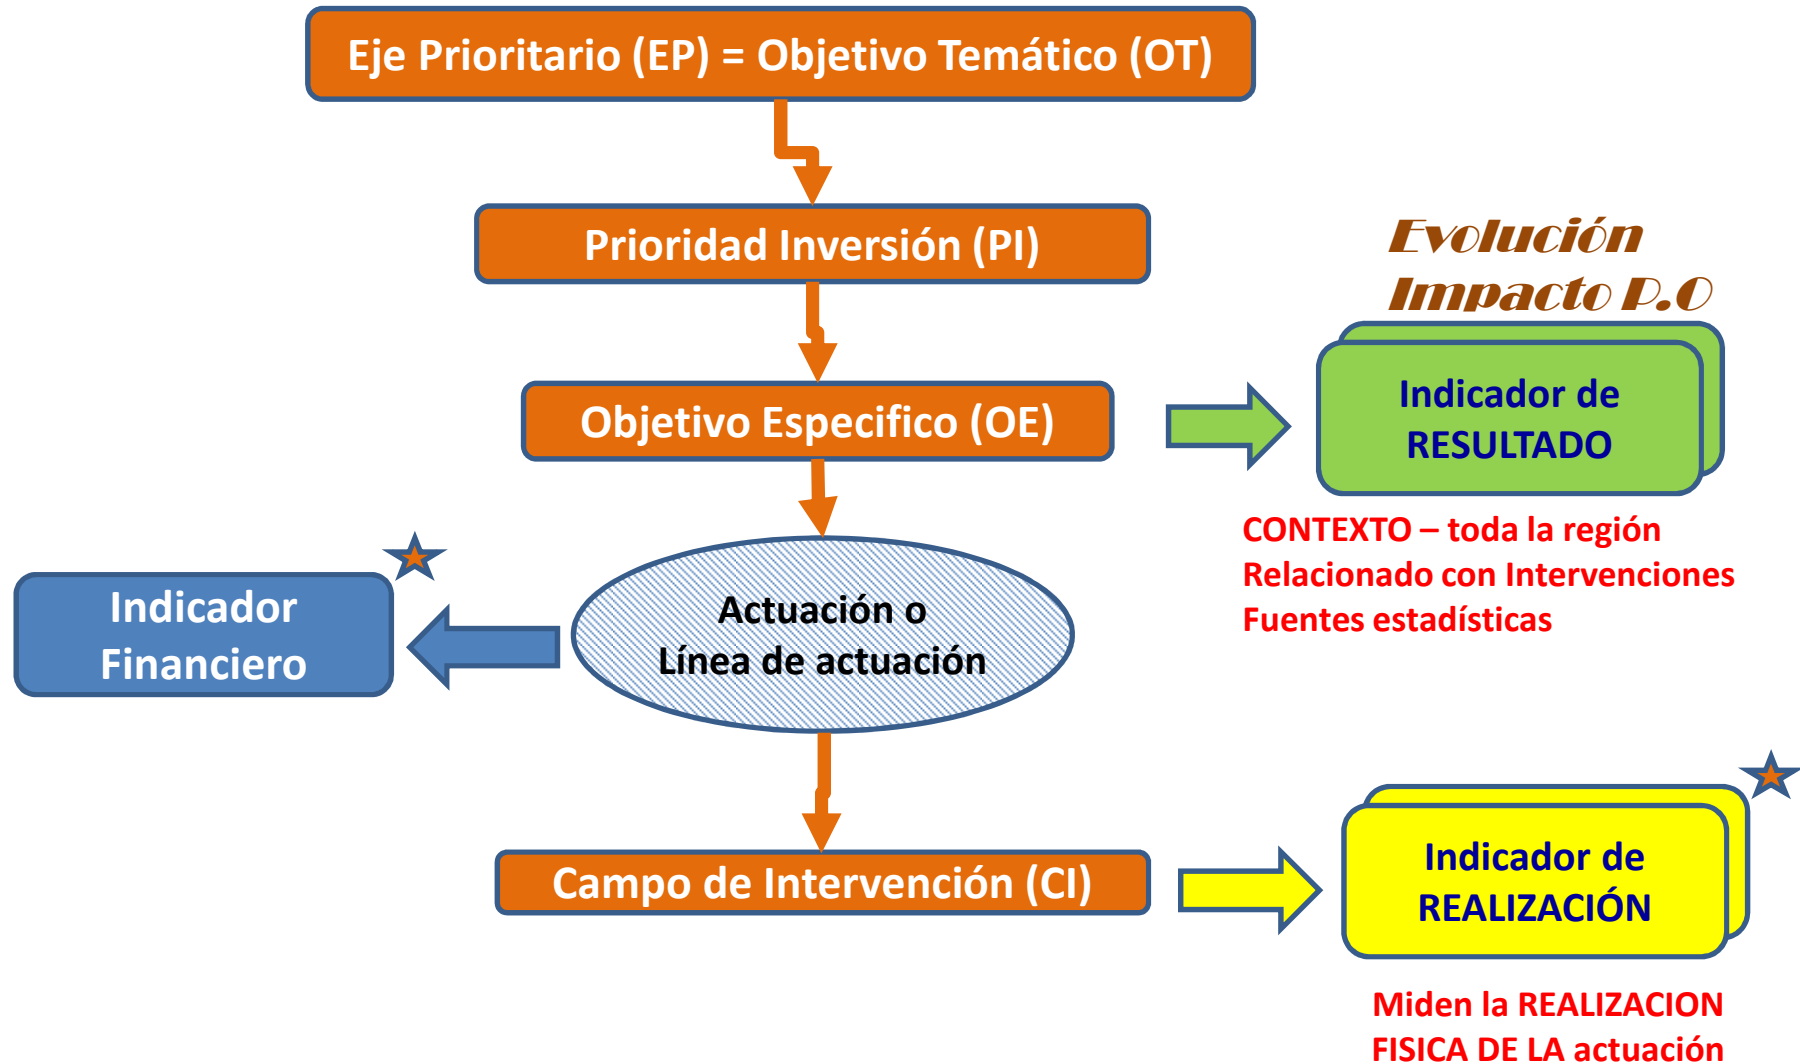 Eje Prioritario (EP) = Objetivo Temático (OT)
Prioridad Inversión (PI)
Evolución
Impacto P.O
Objetivo Especifico (OE)
Indicador de
RESULTADO
CONTEXTO – toda la región
Relacionado con Intervenciones
Fuentes estadísticas
Indicador
Financiero
Actuación o
Línea de actuación
Campo de Intervención (CI)
Indicador de
REALIZACIÓN
Miden la REALIZACION
FISICA DE LA actuación